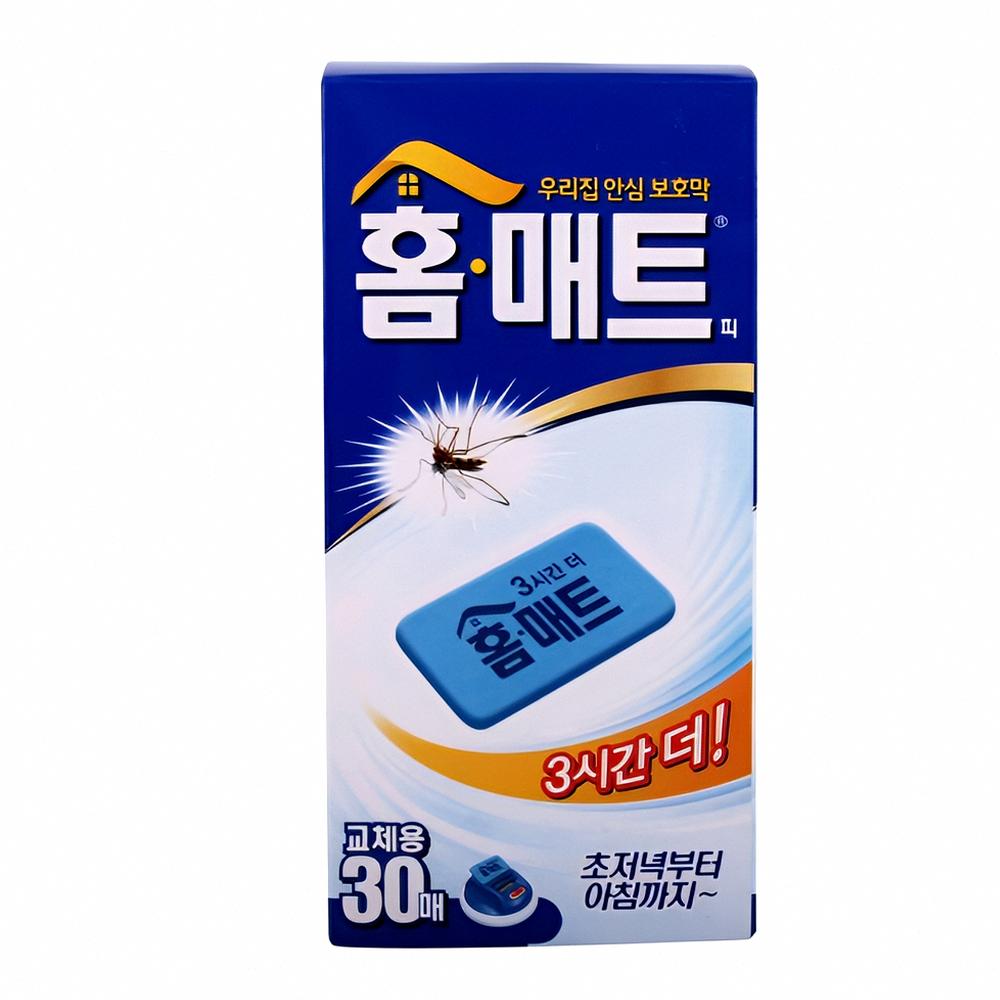 우리집 안심 보호막
홈·매트®
피
3시간 더
홈·매트
3시간 더!
교체용
30매
초저녁부터
아침까지~